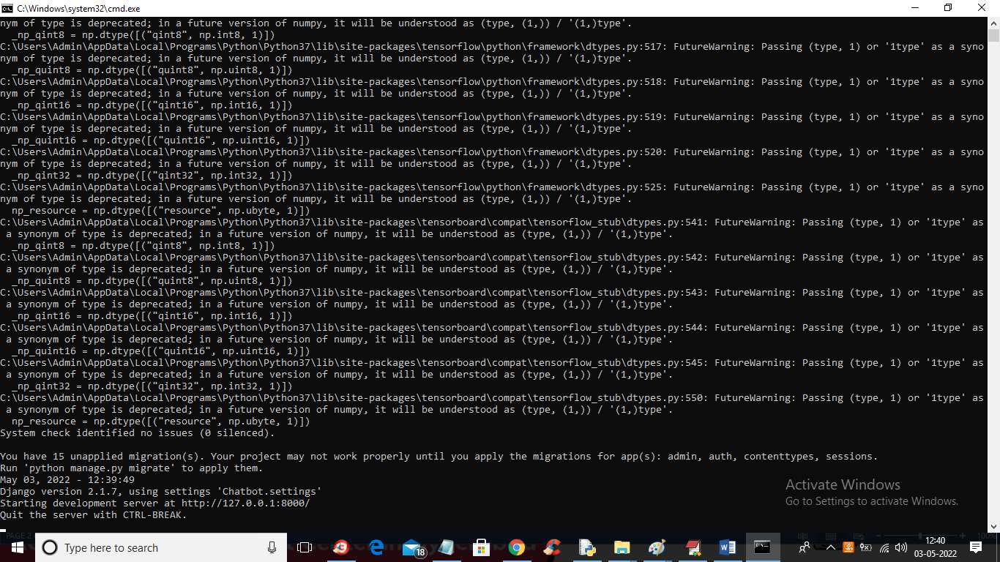 C:\Windows\system32\cmd.exe
nym of type is deprecated; in a future version of numpy, it will be understood as (type, (1,)) / '(1,)type'.
  _np_qint8 = np.dtype([("qint8", np.int8, 1)])
C:\Users\Admin\AppData\Local\Programs\Python\Python37\lib\site-packages\tensorflow\python\framework\dtypes.py:517: FutureWarning: Passing (type, 1) or '1type' as a syno
nym of type is deprecated; in a future version of numpy, it will be understood as (type, (1,)) / '(1,)type'.
  _np_quint8 = np.dtype([("quint8", np.uint8, 1)])
C:\Users\Admin\AppData\Local\Programs\Python\Python37\lib\site-packages\tensorflow\python\framework\dtypes.py:518: FutureWarning: Passing (type, 1) or '1type' as a syno
nym of type is deprecated; in a future version of numpy, it will be understood as (type, (1,)) / '(1,)type'.
  _np_qint16 = np.dtype([("qint16", np.int16, 1)])
C:\Users\Admin\AppData\Local\Programs\Python\Python37\lib\site-packages\tensorflow\python\framework\dtypes.py:519: FutureWarning: Passing (type, 1) or '1type' as a syno
nym of type is deprecated; in a future version of numpy, it will be understood as (type, (1,)) / '(1,)type'.
  _np_quint16 = np.dtype([("quint16", np.uint16, 1)])
C:\Users\Admin\AppData\Local\Programs\Python\Python37\lib\site-packages\tensorflow\python\framework\dtypes.py:520: FutureWarning: Passing (type, 1) or '1type' as a syno
nym of type is deprecated; in a future version of numpy, it will be understood as (type, (1,)) / '(1,)type'.
  _np_qint32 = np.dtype([("qint32", np.int32, 1)])
C:\Users\Admin\AppData\Local\Programs\Python\Python37\lib\site-packages\tensorflow\python\framework\dtypes.py:525: FutureWarning: Passing (type, 1) or '1type' as a syno
nym of type is deprecated; in a future version of numpy, it will be understood as (type, (1,)) / '(1,)type'.
  np_resource = np.dtype([("resource", np.ubyte, 1)])
C:\Users\Admin\AppData\Local\Programs\Python\Python37\lib\site-packages\tensorboard\compat\tensorflow_stub\dtypes.py:541: FutureWarning: Passing (type, 1) or '1type' as
 a synonym of type is deprecated; in a future version of numpy, it will be understood as (type, (1,)) / '(1,)type'.
  _np_qint8 = np.dtype([("qint8", np.int8, 1)])
C:\Users\Admin\AppData\Local\Programs\Python\Python37\lib\site-packages\tensorboard\compat\tensorflow_stub\dtypes.py:542: FutureWarning: Passing (type, 1) or '1type' as
 a synonym of type is deprecated; in a future version of numpy, it will be understood as (type, (1,)) / '(1,)type'.
  _np_quint8 = np.dtype([("quint8", np.uint8, 1)])
C:\Users\Admin\AppData\Local\Programs\Python\Python37\lib\site-packages\tensorboard\compat\tensorflow_stub\dtypes.py:543: FutureWarning: Passing (type, 1) or '1type' as
 a synonym of type is deprecated; in a future version of numpy, it will be understood as (type, (1,)) / '(1,)type'.
  _np_qint16 = np.dtype([("qint16", np.int16, 1)])
C:\Users\Admin\AppData\Local\Programs\Python\Python37\lib\site-packages\tensorboard\compat\tensorflow_stub\dtypes.py:544: FutureWarning: Passing (type, 1) or '1type' as
 a synonym of type is deprecated; in a future version of numpy, it will be understood as (type, (1,)) / '(1,)type'.
  _np_quint16 = np.dtype([("quint16", np.uint16, 1)])
C:\Users\Admin\AppData\Local\Programs\Python\Python37\lib\site-packages\tensorboard\compat\tensorflow_stub\dtypes.py:545: FutureWarning: Passing (type, 1) or '1type' as
 a synonym of type is deprecated; in a future version of numpy, it will be understood as (type, (1,)) / '(1,)type'.
  _np_qint32 = np.dtype([("qint32", np.int32, 1)])
C:\Users\Admin\AppData\Local\Programs\Python\Python37\lib\site-packages\tensorboard\compat\tensorflow_stub\dtypes.py:550: FutureWarning: Passing (type, 1) or '1type' as
 a synonym of type is deprecated; in a future version of numpy, it will be understood as (type, (1,)) / '(1,)type'.
  np_resource = np.dtype([("resource", np.ubyte, 1)])
System check identified no issues (0 silenced).
You have 15 unapplied migration(s). Your project may not work properly until you apply the migrations for app(s): admin, auth, contenttypes, sessions.
Run 'python manage.py migrate' to apply them.
May 03, 2022 - 12:39:49
Django version 2.1.7, using settings 'Chatbot.settings'
Starting development server at http://127.0.0.1:8000/
Quit the server with CTRL-BREAK.
Activate Windows
Go to Settings to activate Windows.
PAGE 2
100%
Type here to search
18
12:40
03-05-2022